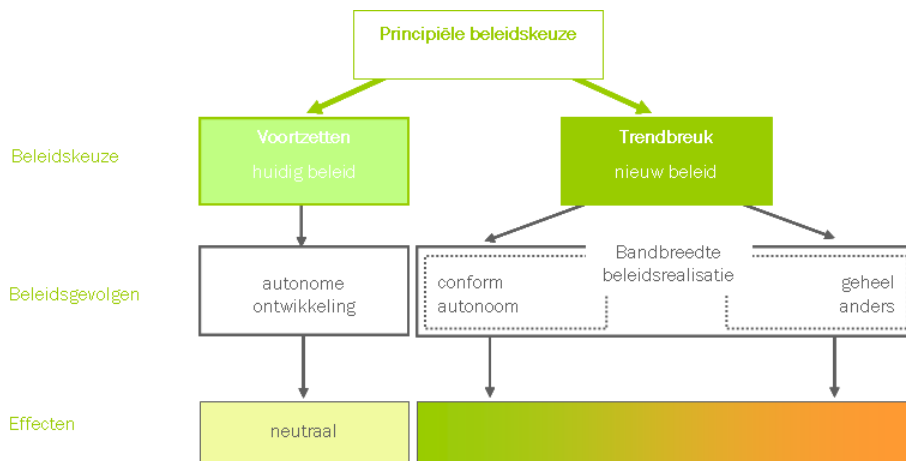 Principiële beleidskeuze
Beleidskeuze
Voortzetten
huidig beleid
Trendbreuk
nieuw beleid
Beleidsgevolgen
autonome
ontwikkeling
Bandbreedte
beleidsrealisatie
conform
autonoom
geheel
anders
Effecten
neutraal